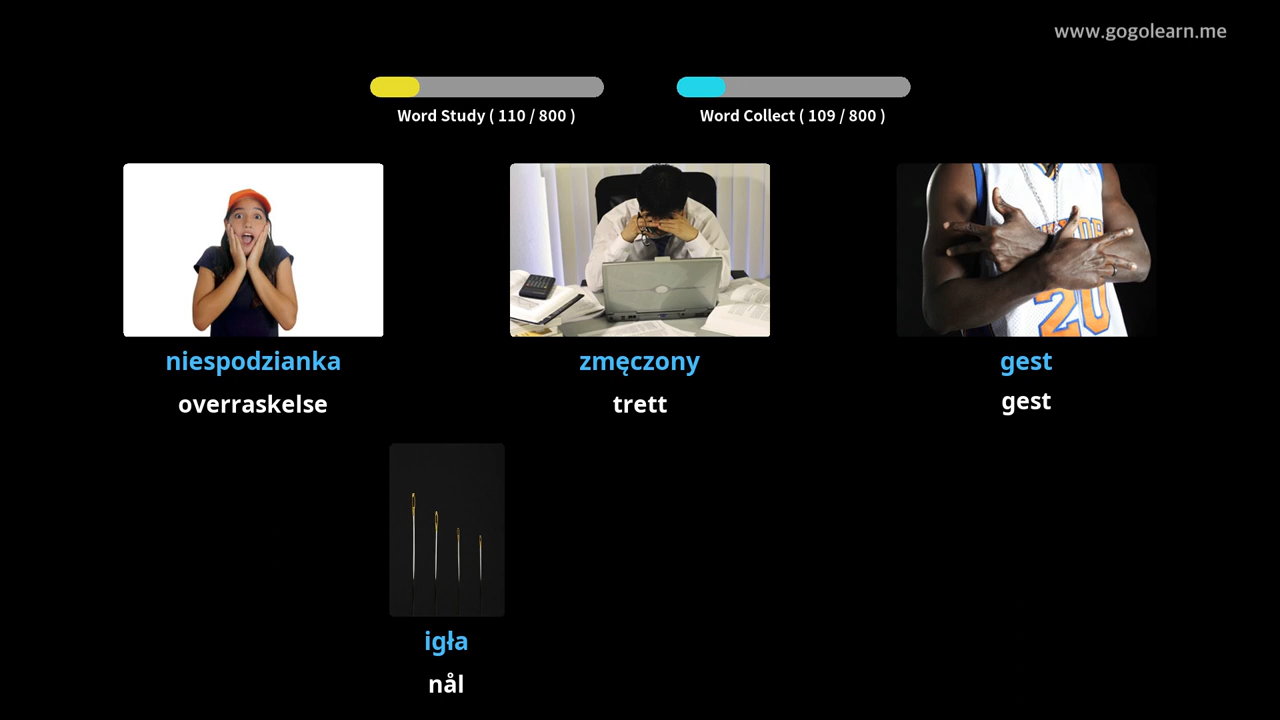 www.gogolearn.me
Word Study ( 110 / 800 )
Word Collect ( 109 / 800 )
niespodzianka
overraskelse
zmęczony
trett
gest
gest
20
igła
nål